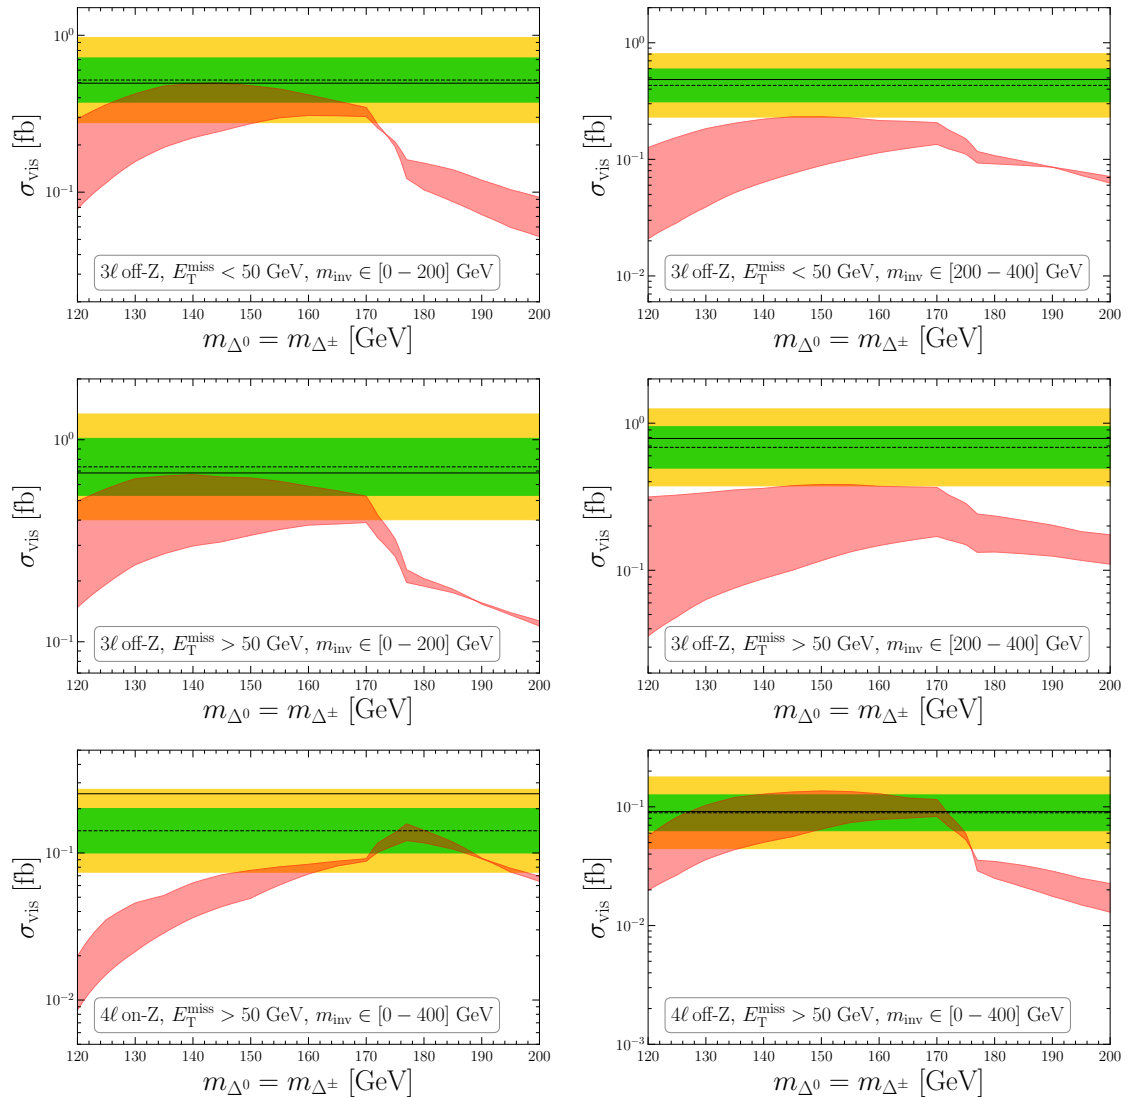 10⁰
10⁻¹
σ_vis [fb]
3ℓ off-Z, E_T^miss < 50 GeV, m_inv ∈ [0 − 200] GeV
120 130 140 150 160 170 180 190 200
m_Δ⁰ = m_Δ± [GeV]
10⁰
10⁻¹
10⁻²
σ_vis [fb]
3ℓ off-Z, E_T^miss < 50 GeV, m_inv ∈ [200 − 400] GeV
120 130 140 150 160 170 180 190 200
m_Δ⁰ = m_Δ± [GeV]
10⁰
10⁻¹
σ_vis [fb]
3ℓ off-Z, E_T^miss > 50 GeV, m_inv ∈ [0 − 200] GeV
120 130 140 150 160 170 180 190 200
m_Δ⁰ = m_Δ± [GeV]
10⁰
10⁻¹
σ_vis [fb]
3ℓ off-Z, E_T^miss > 50 GeV, m_inv ∈ [200 − 400] GeV
120 130 140 150 160 170 180 190 200
m_Δ⁰ = m_Δ± [GeV]
10⁻¹
10⁻²
σ_vis [fb]
4ℓ on-Z, E_T^miss > 50 GeV, m_inv ∈ [0 − 400] GeV
120 130 140 150 160 170 180 190 200
m_Δ⁰ = m_Δ± [GeV]
10⁻¹
10⁻²
10⁻³
σ_vis [fb]
4ℓ off-Z, E_T^miss > 50 GeV, m_inv ∈ [0 − 400] GeV
120 130 140 150 160 170 180 190 200
m_Δ⁰ = m_Δ± [GeV]